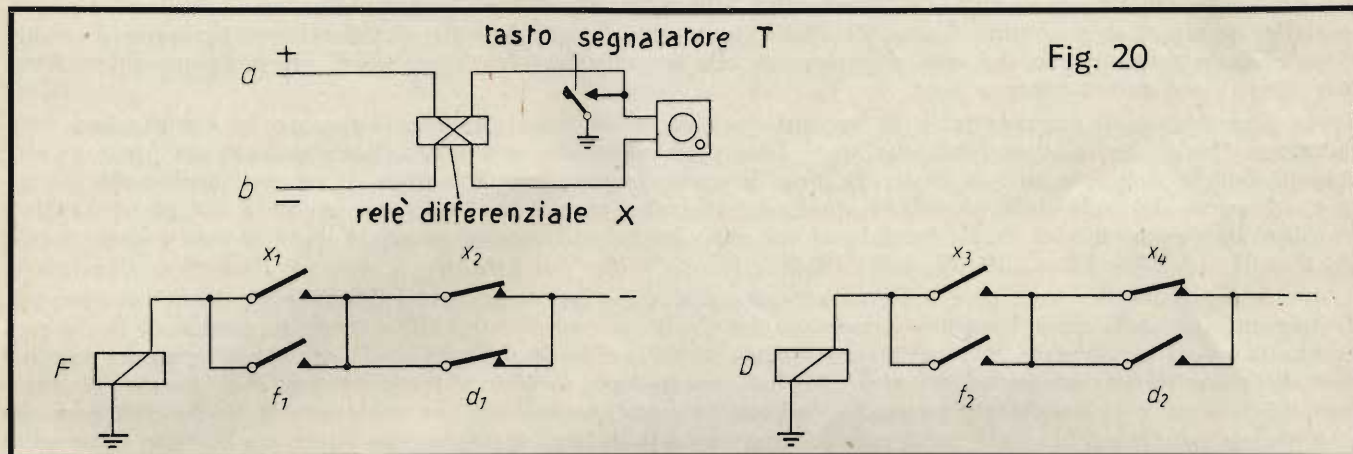 tasto segnalatore T
Fig. 20
a +
b −
relè differenziale X
x₁ x₂ x₃ x₄
F D
f₁ d₁ f₂ d₂